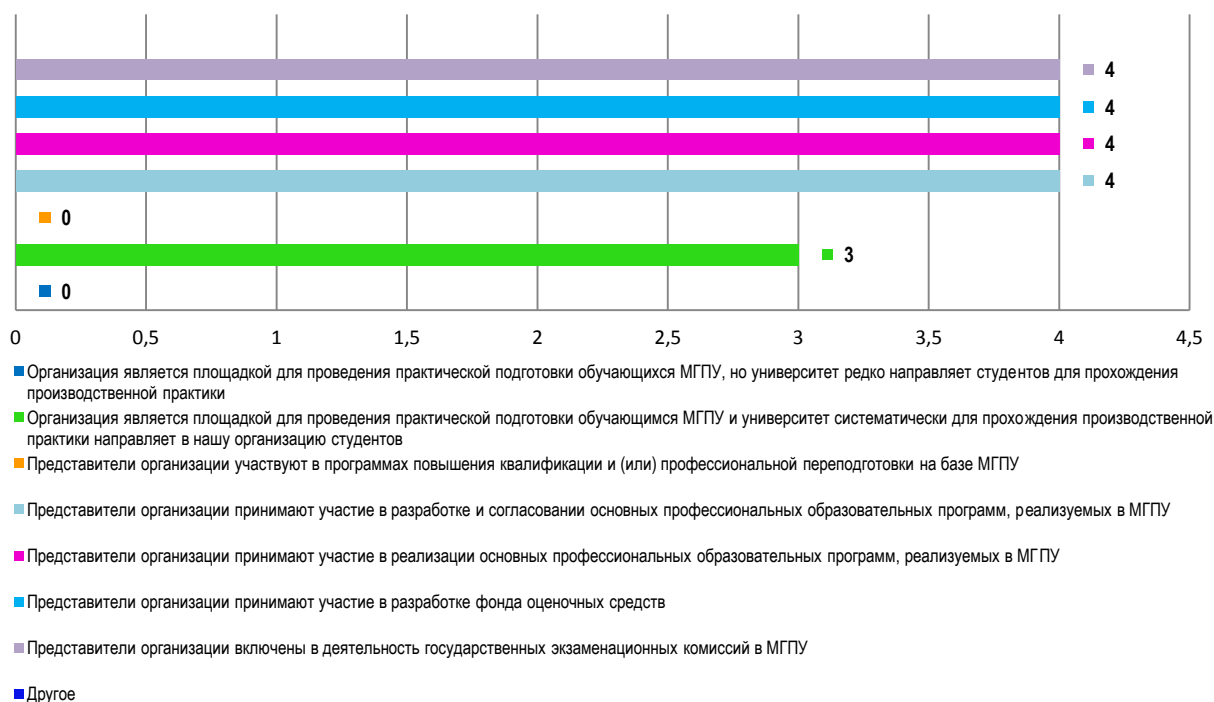 4
4
4
4
0
3
0
0 0,5 1 1,5 2 2,5 3 3,5 4 4,5
Организация является площадкой для проведения практической подготовки обучающихся МГПУ, но университет редко направляет студентов для прохождения
производственной практики
Организация является площадкой для проведения практической подготовки обучающимся МГПУ и университет систематически для прохождения производственной
практики направляет в нашу организацию студентов
Представители организации участвуют в программах повышения квалификации и (или) профессиональной переподготовки на базе МГПУ
Представители организации принимают участие в разработке и согласовании основных профессиональных образовательных программ, реализуемых в МГПУ
Представители организации принимают участие в реализации основных профессиональных образовательных программ, реализуемых в МГПУ
Представители организации принимают участие в разработке фонда оценочных средств
Представители организации включены в деятельность государственных экзаменационных комиссий в МГПУ
Другое